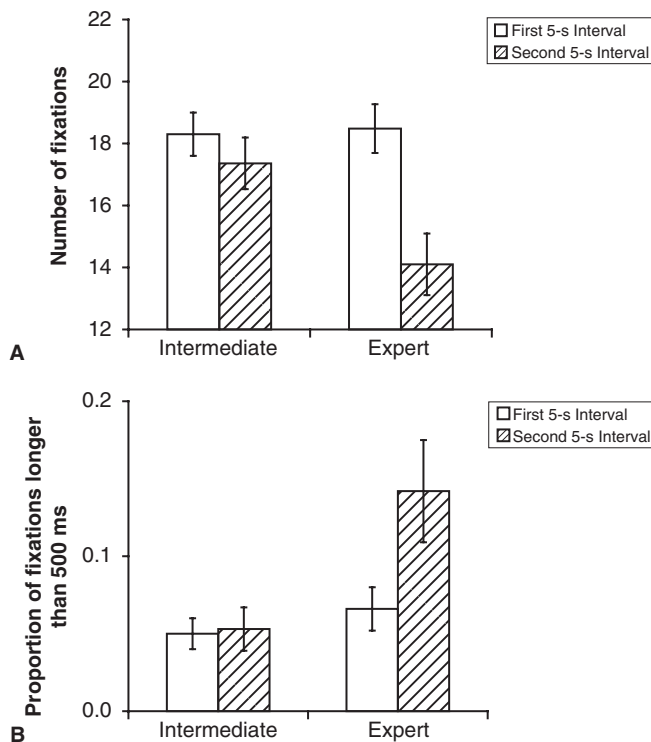 22
20
18
16
14
12
Number of fixations
First 5-s Interval
Second 5-s Interval
Intermediate
Expert
A
0.2
0.1
0.0
Proportion of fixations longer
than 500 ms
First 5-s Interval
Second 5-s Interval
Intermediate
Expert
B